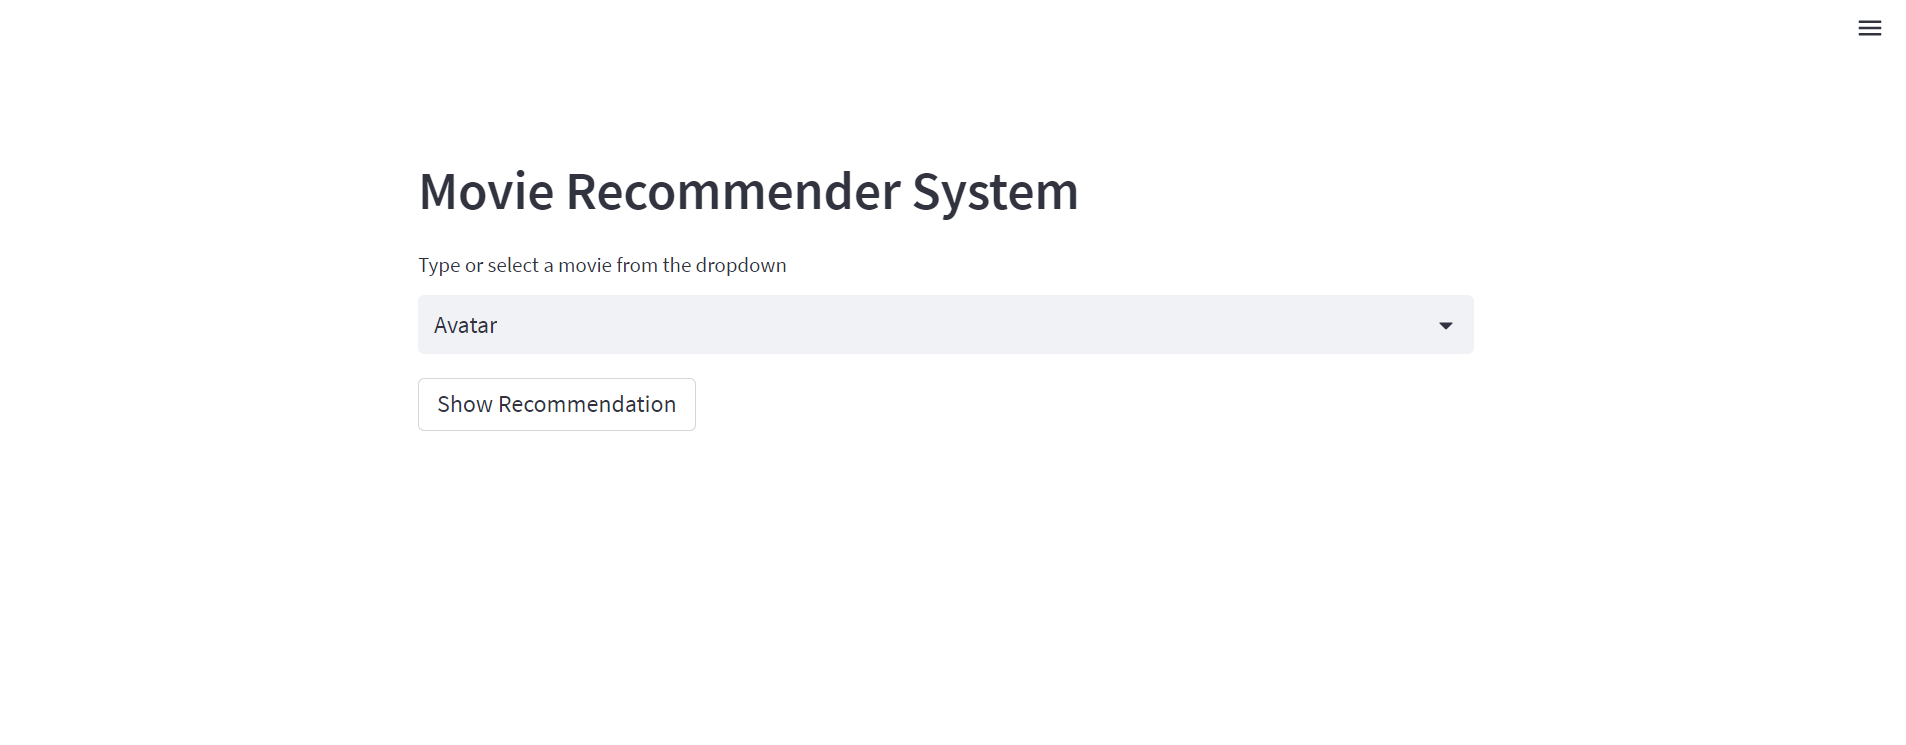 Movie Recommender System
Type or select a movie from the dropdown
Avatar
Show Recommendation